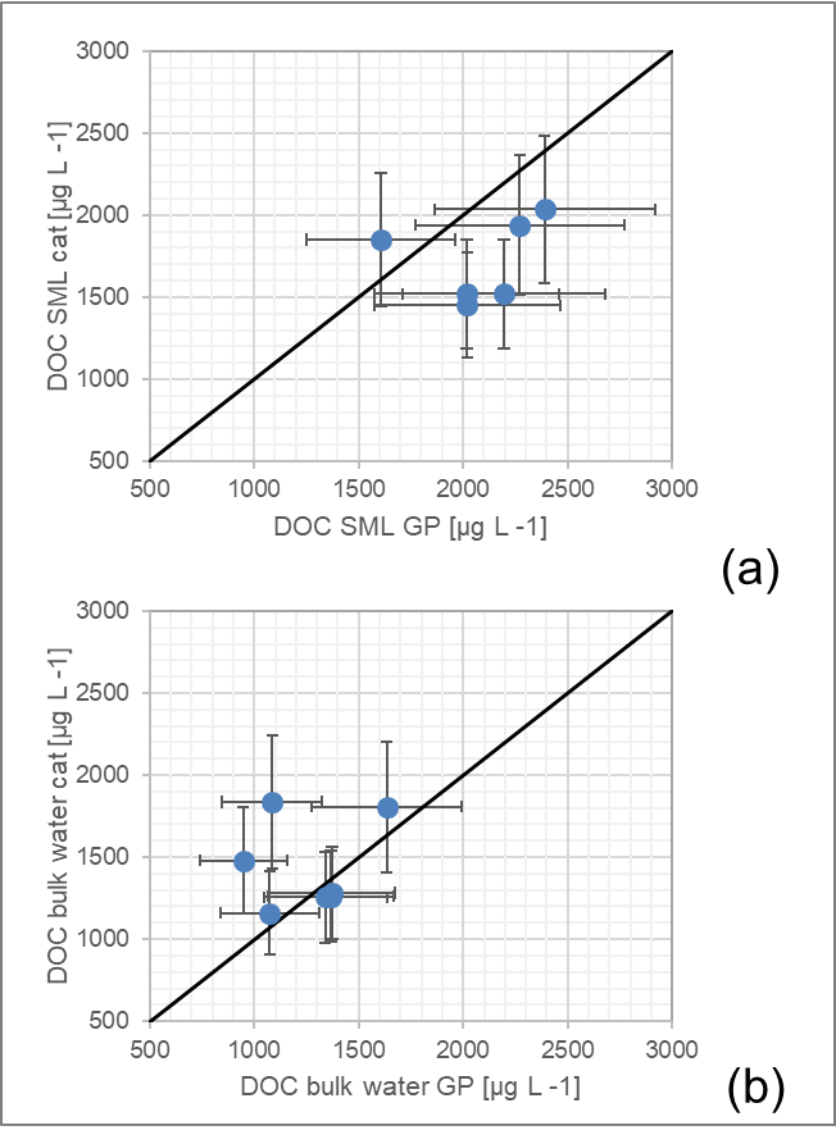 3000
2500
2000
1500
1000
500
500 1000 1500 2000 2500 3000
DOC SML cat [µg L -1]
DOC SML GP [µg L -1]
(a)
3000
2500
2000
1500
1000
500
500 1000 1500 2000 2500 3000
DOC bulk water cat [µg L -1]
DOC bulk water GP [µg L -1]
(b)